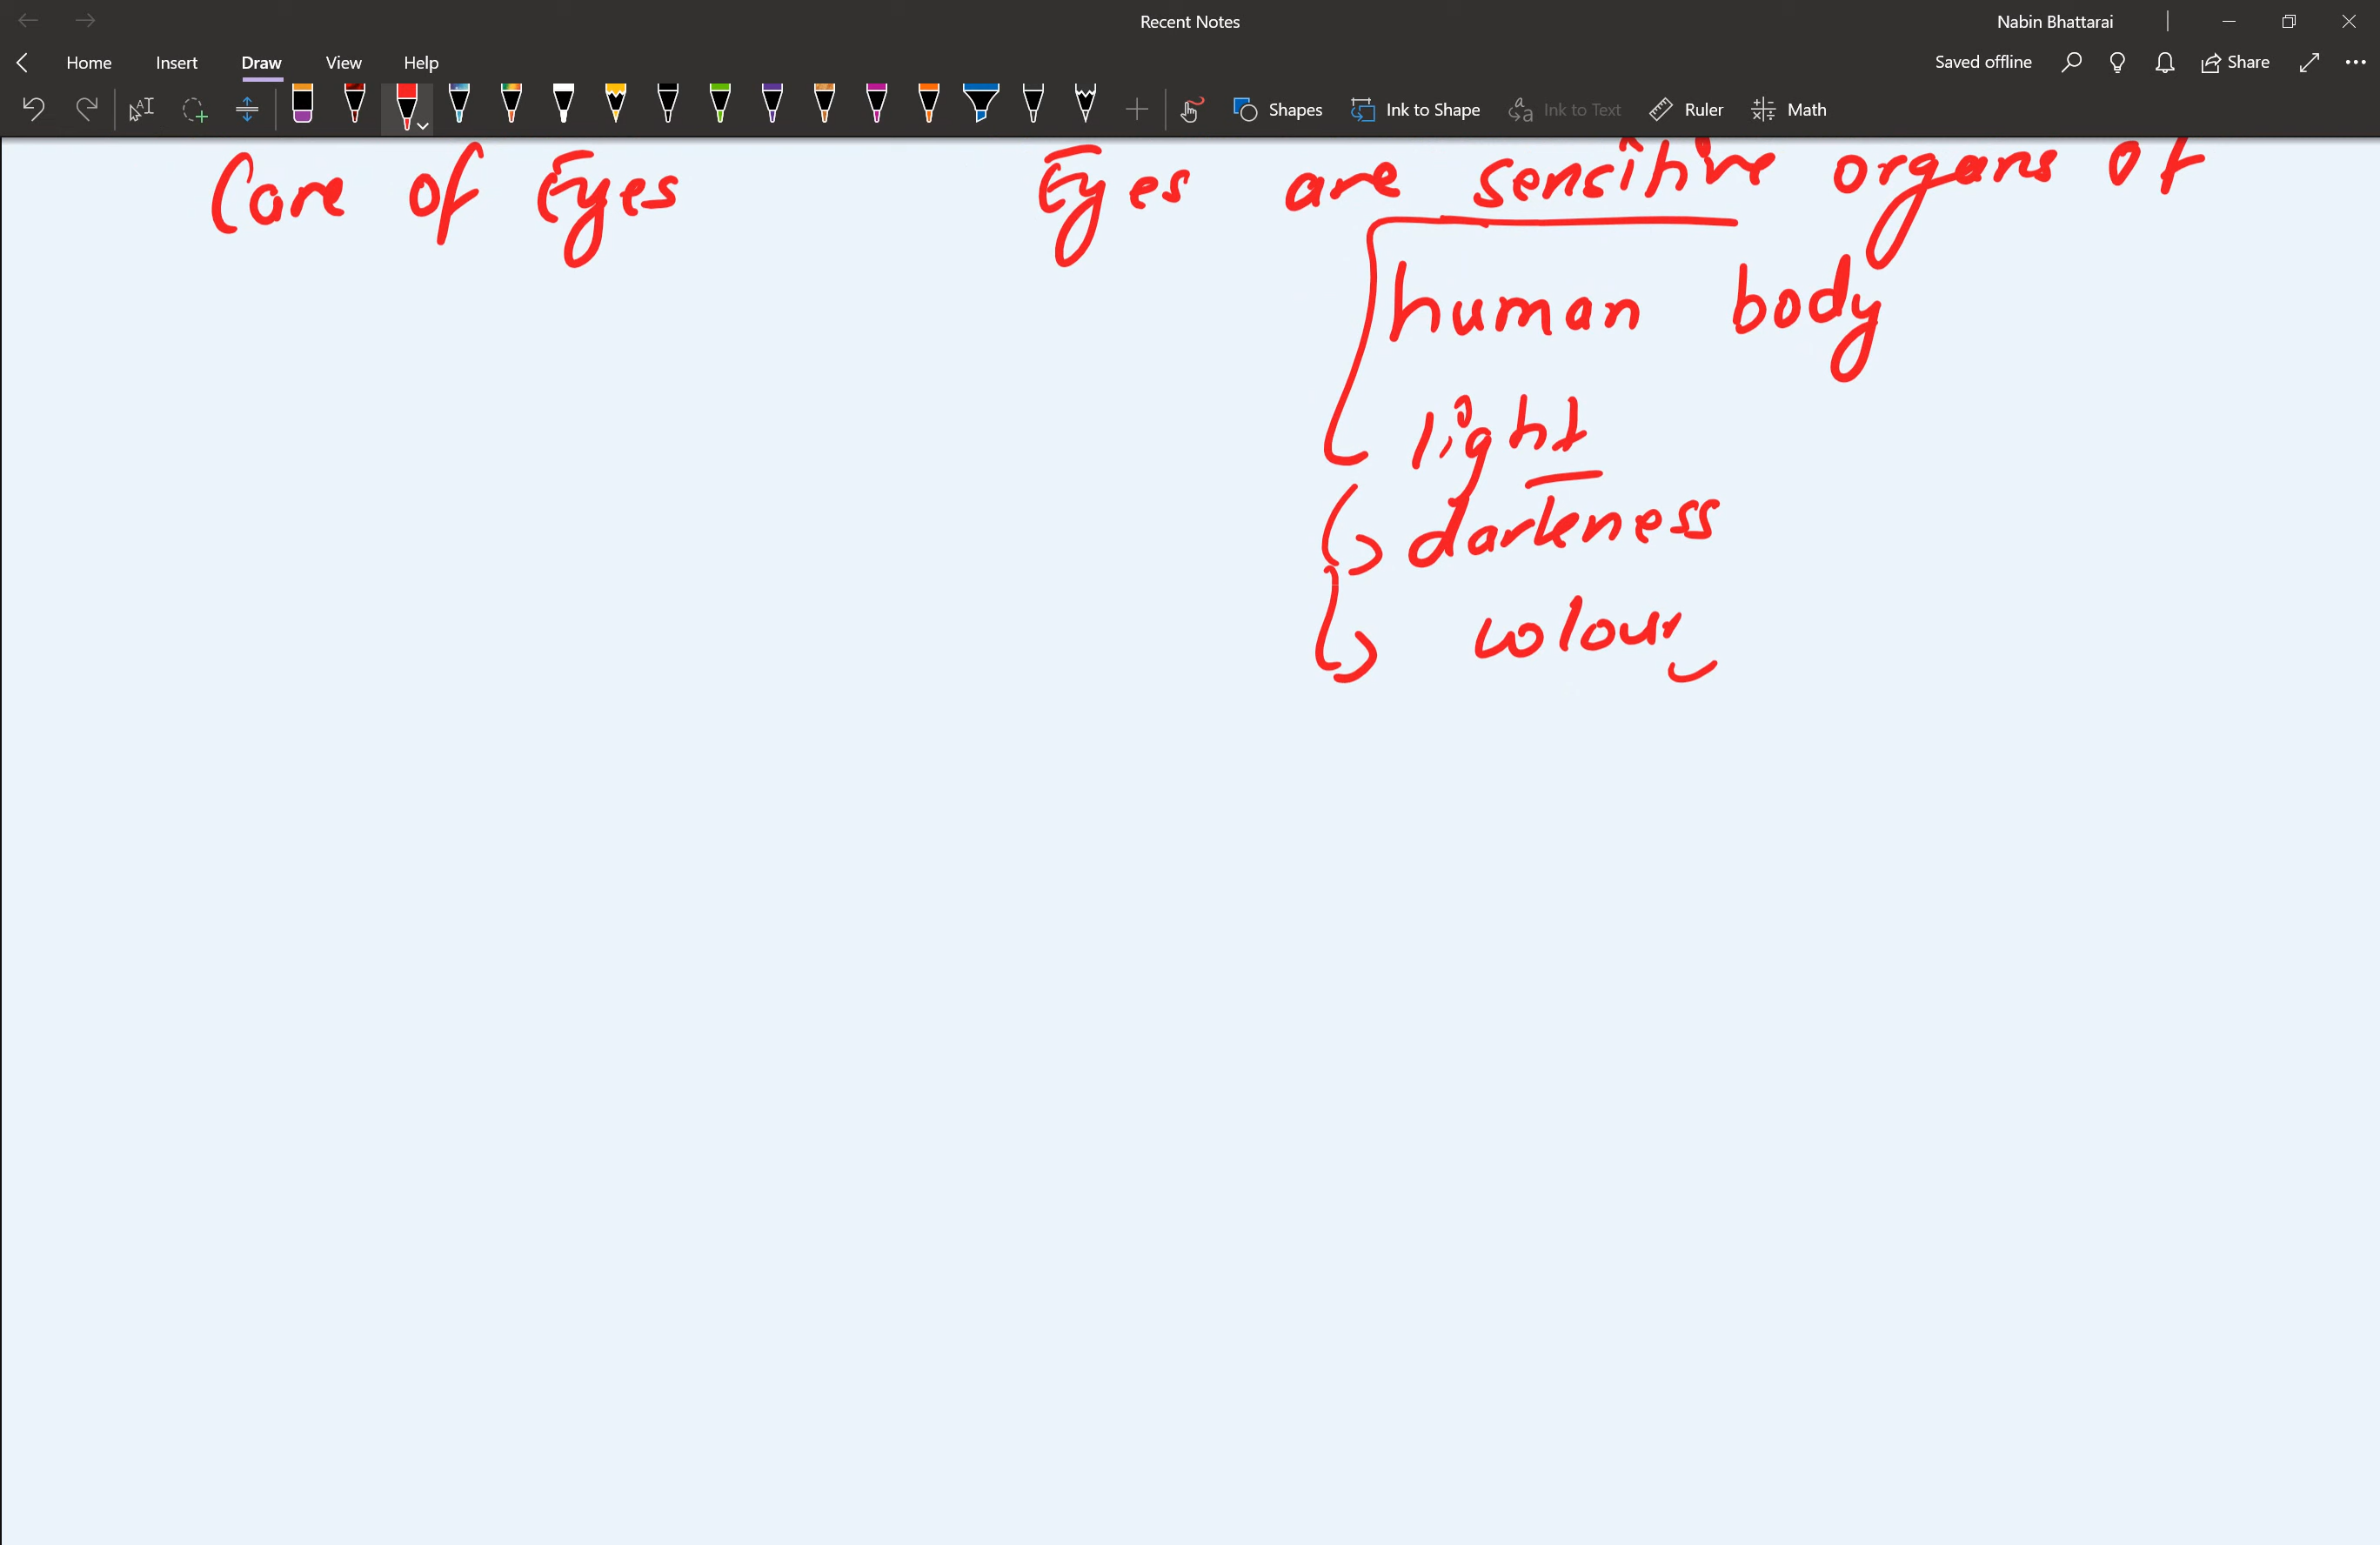 Recent Notes
Nabin Bhattarai
Home Insert Draw View Help
Saved offline
Share
Shapes
Ink to Shape
Ink to Text
Ruler
Math
Care of Eyes
Eyes are sensitive organs of
human body
light
darkness
colour